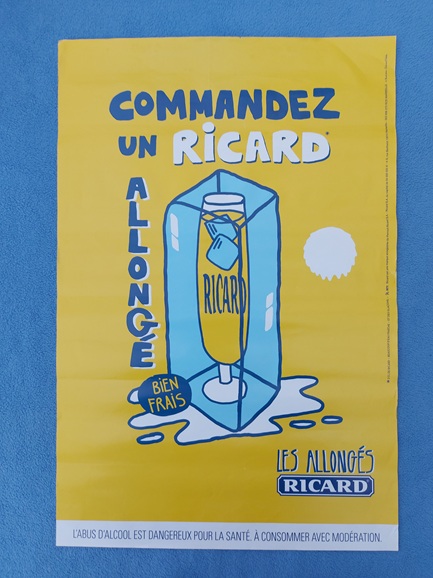 COMMANDEZ
UN RICARD*
ALLONGÉ
RICARD
BIEN
FRAIS
LES ALLONGÉS
RICARD
L'ABUS D'ALCOOL EST DANGEREUX POUR LA SANTÉ. À CONSOMMER AVEC MODÉRATION.